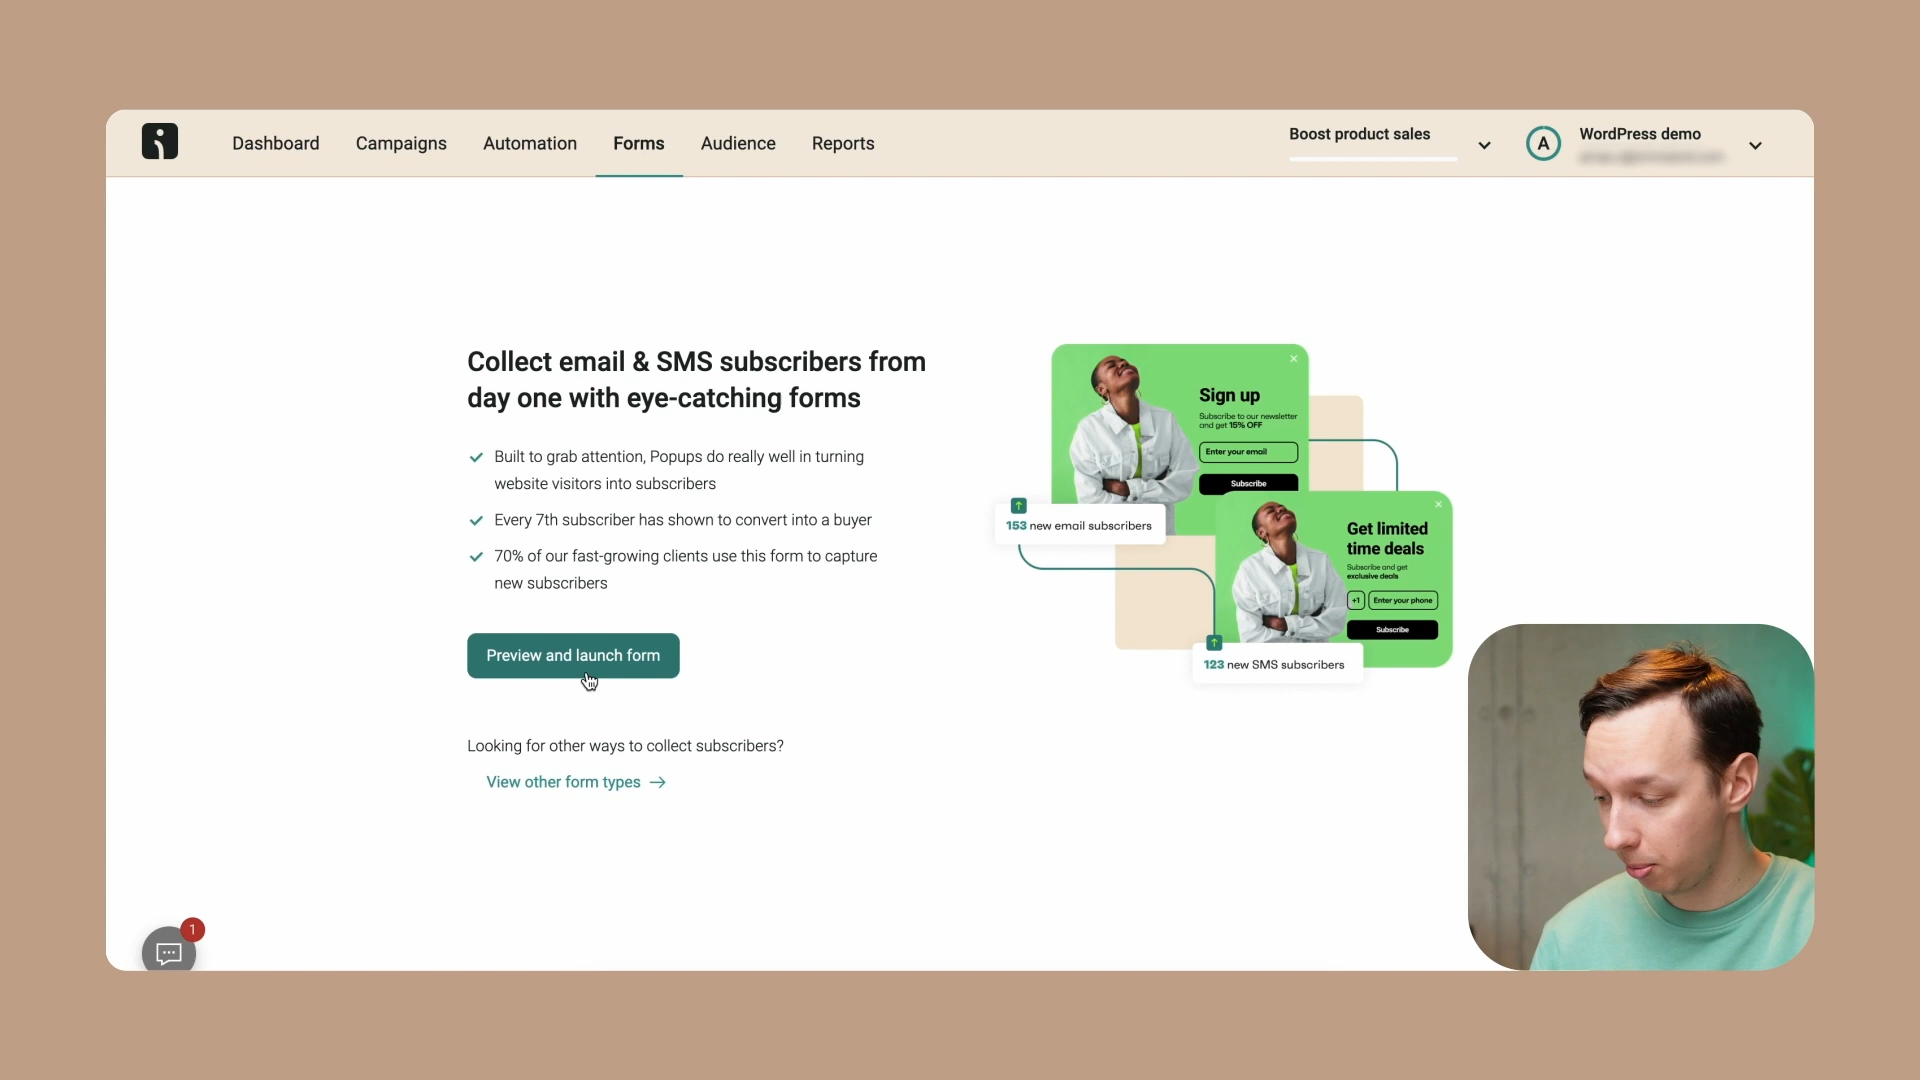 Dashboard
Campaigns
Automation
Forms
Audience
Reports
Boost product sales
A
WordPress demo
Collect email & SMS subscribers from
day one with eye-catching forms
Built to grab attention, Popups do really well in turning
website visitors into subscribers
Every 7th subscriber has shown to convert into a buyer
70% of our fast-growing clients use this form to capture
new subscribers
Preview and launch form
Looking for other ways to collect subscribers?
View other form types
Sign up
Subscribe to our newsletter
and get 15% OFF
Enter your email
Subscribe
153 new email subscribers
Get limited
time deals
Subscribe and get
exclusive deals
+1
Enter your phone
Subscribe
123 new SMS subscribers
1